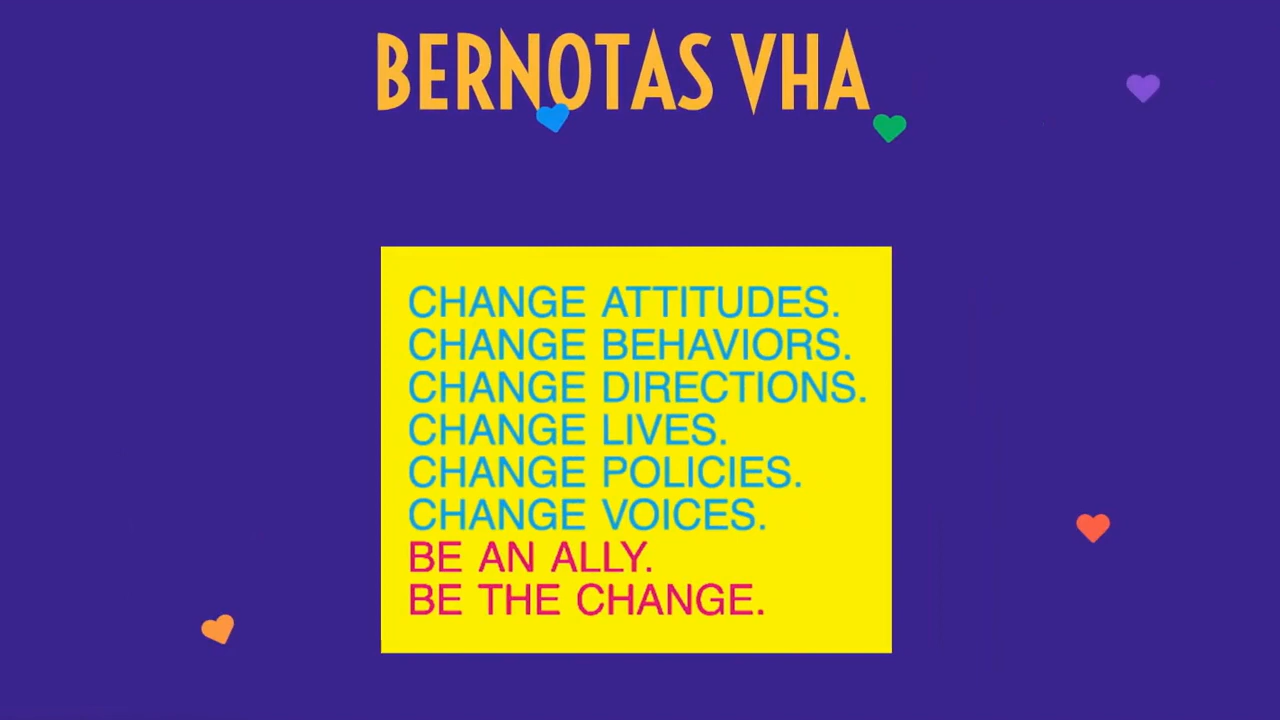 BERNOTAS VHA
CHANGE ATTITUDES.
CHANGE BEHAVIORS.
CHANGE DIRECTIONS.
CHANGE LIVES.
CHANGE POLICIES.
CHANGE VOICES.
BE AN ALLY.
BE THE CHANGE.